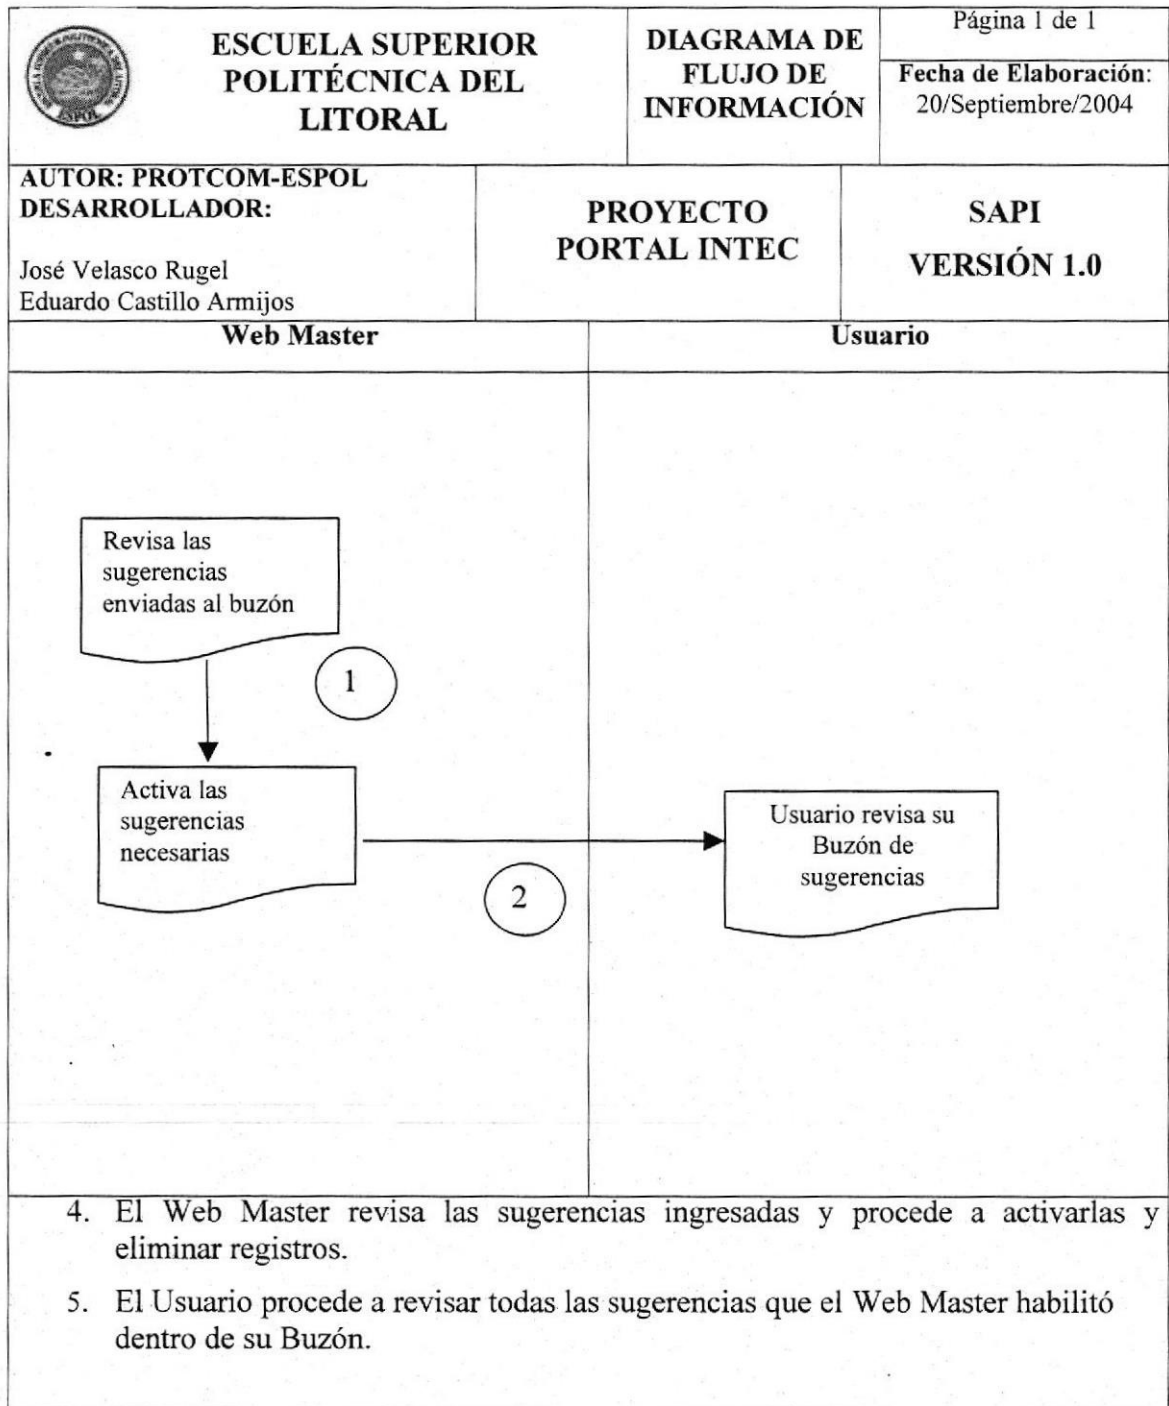 ESPOL
ESCUELA SUPERIOR
POLITÉCNICA DEL
LITORAL
DIAGRAMA DE
FLUJO DE
INFORMACIÓN
Página 1 de 1
Fecha de Elaboración:
20/Septiembre/2004
AUTOR: PROTCOM-ESPOL
DESARROLLADOR:
José Velasco Rugel
Eduardo Castillo Armijos
PROYECTO
PORTAL INTEC
SAPI
VERSIÓN 1.0
Web Master
Usuario
Revisa las
sugerencias
enviadas al buzón
1
Activa las
sugerencias
necesarias
2
Usuario revisa su
Buzón de
sugerencias
4. El Web Master revisa las sugerencias ingresadas y procede a activarlas y
eliminar registros.
5. El Usuario procede a revisar todas las sugerencias que el Web Master habilitó
dentro de su Buzón.